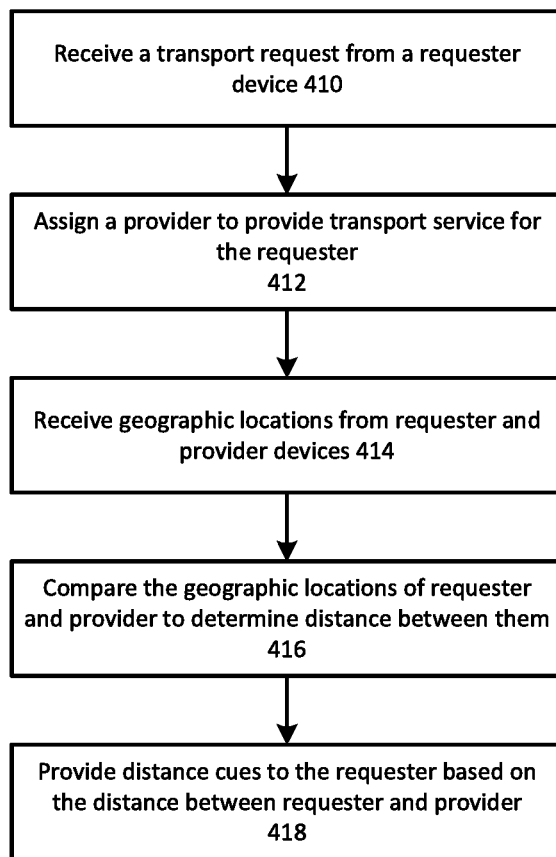 Receive a transport request from a requester
device 410
Assign a provider to provide transport service for
the requester
412
Receive geographic locations from requester and
provider devices 414
Compare the geographic locations of requester
and provider to determine distance between them
416
Provide distance cues to the requester based on
the distance between requester and provider
418